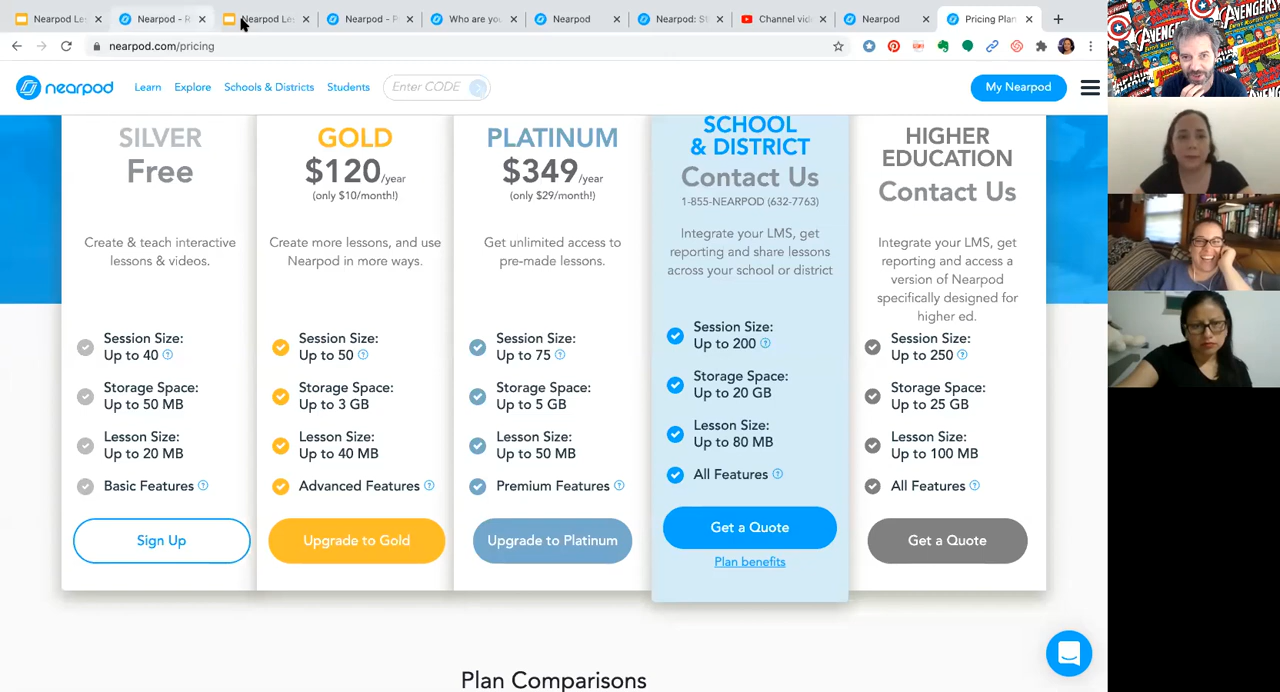 Nearpod Les
Nearpod - R
Nearpod Les
Nearpod - P
Who are you
Nearpod
Nearpod: St
Channel vid
Nearpod
Pricing Plan
nearpod.com/pricing
nearpod
Learn
Explore
Schools & Districts
Students
Enter CODE
My Nearpod
SILVER
Free
Create & teach interactive
lessons & videos.
Session Size:
Up to 40
Storage Space:
Up to 50 MB
Lesson Size:
Up to 20 MB
Basic Features
Sign Up
GOLD
$120/year
(only $10/month!)
Create more lessons, and use
Nearpod in more ways.
Session Size:
Up to 50
Storage Space:
Up to 3 GB
Lesson Size:
Up to 40 MB
Advanced Features
Upgrade to Gold
PLATINUM
$349/year
(only $29/month!)
Get unlimited access to
pre-made lessons.
Session Size:
Up to 75
Storage Space:
Up to 5 GB
Lesson Size:
Up to 50 MB
Premium Features
Upgrade to Platinum
SCHOOL
& DISTRICT
Contact Us
1-855-NEARPOD (632-7763)
Integrate your LMS, get
reporting and share lessons
across your school or district
Session Size:
Up to 200
Storage Space:
Up to 20 GB
Lesson Size:
Up to 80 MB
All Features
Get a Quote
Plan benefits
HIGHER
EDUCATION
Contact Us
Integrate your LMS, get
reporting and access a
version of Nearpod
specifically designed for
higher ed.
Session Size:
Up to 250
Storage Space:
Up to 25 GB
Lesson Size:
Up to 100 MB
All Features
Get a Quote
Plan Comparisons
AVENGERS